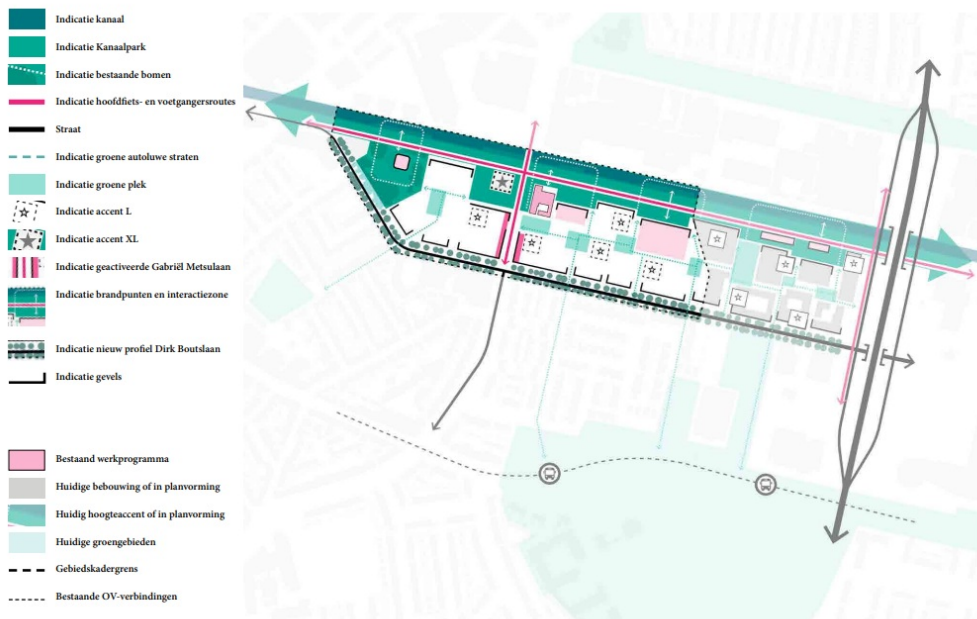 Indicatie kanaal
Indicatie Kanaalpark
Indicatie bestaande bomen
Indicatie hoofdfiets- en voetgangersroutes
Straat
Indicatie groene autoluwe straten
Indicatie groene plek
Indicatie accent L
Indicatie accent XL
Indicatie geactiveerde Gabriël Metsulaan
Indicatie brandpunten en interactiezone
Indicatie nieuw profiel Dirk Boutslaan
Indicatie gevels
Bestaand werkprogramma
Huidige bebouwing of in planvorming
Huidig hoogteaccent of in planvorming
Huidige groengebieden
Gebiedskadergrens
Bestaande OV-verbindingen